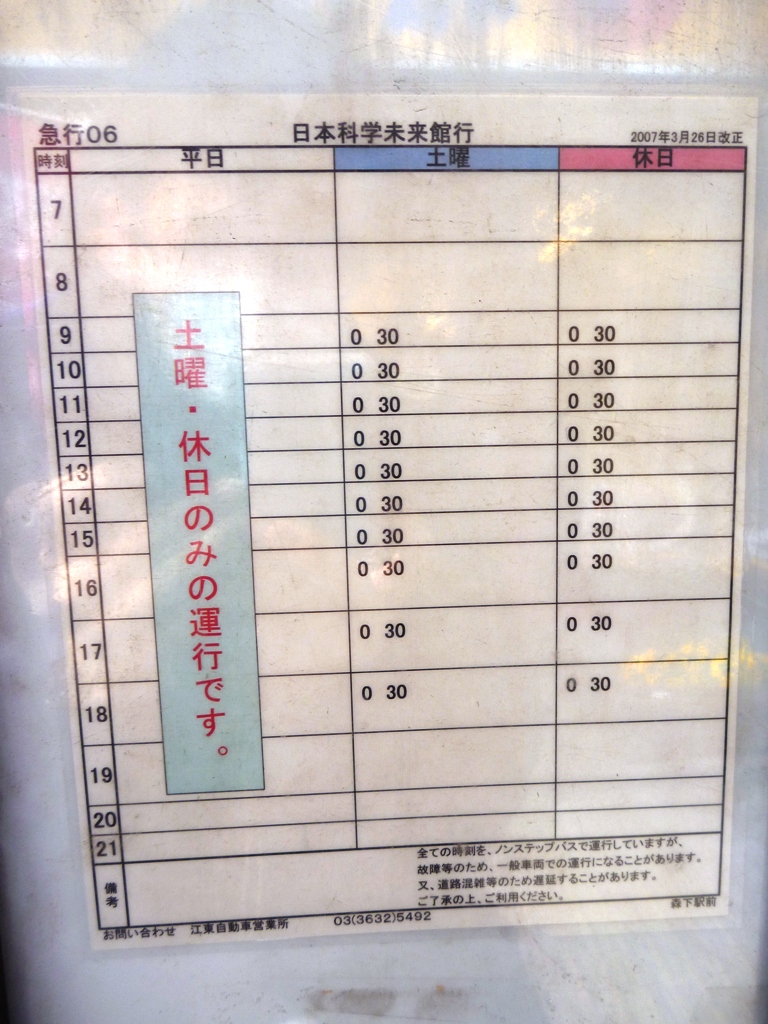 急行06 日本科学未来館行 2007年3月26日改正
時刻 平日 土曜 休日
7
8
9 0 30 0 30
10 0 30 0 30
11 0 30 0 30
12 0 30 0 30
13 0 30 0 30
14 0 30 0 30
15 0 30 0 30
16 0 30 0 30
17 0 30 0 30
18 0 30 0 30
19
20
21
土曜・休日のみの運行です。
備考
全ての時刻を、ノンステップバスで運行していますが、
故障等のため、一般車両での運行になることがあります。
又、道路混雑等のため遅延することがあります。
ご了承の上、ご利用ください。
森下駅前
お問い合わせ 江東自動車営業所 03(3632)5492